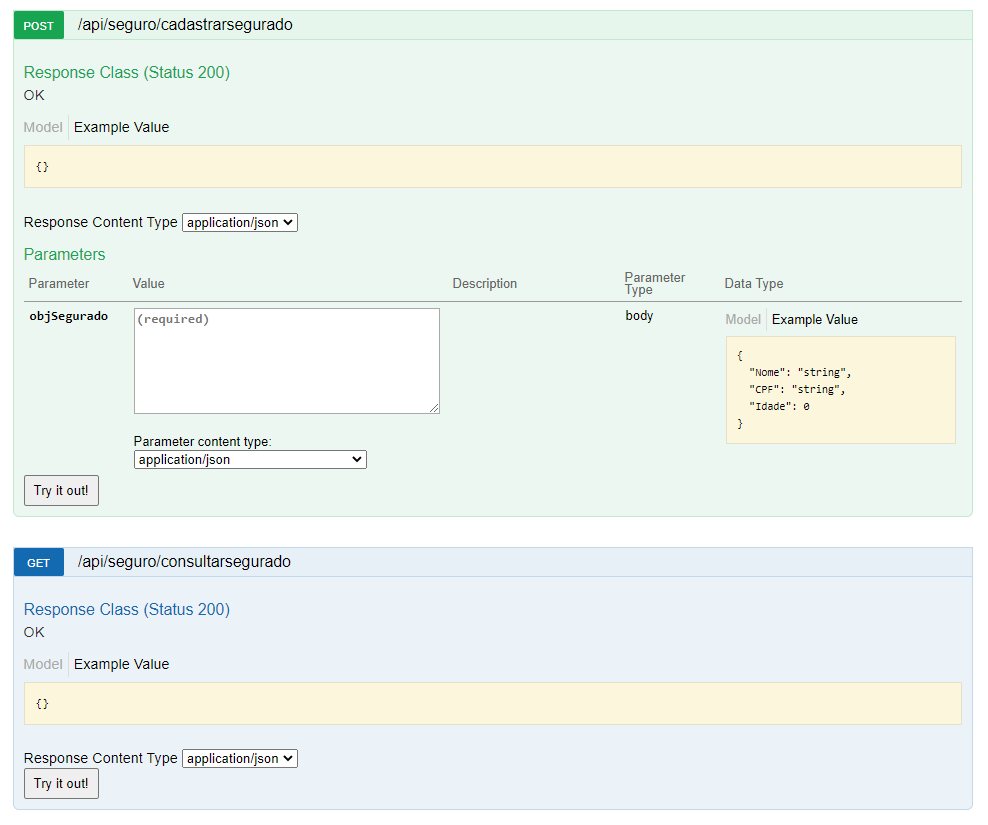 POST /api/seguro/cadastrarsegurado
Response Class (Status 200)
OK
Model Example Value
{}
Response Content Type application/json
Parameters
Parameter Value Description Parameter Type Data Type
objSegurado (required) body Model Example Value
{
"Nome": "string",
"CPF": "string",
"Idade": 0
}
Parameter content type:
application/json
Try it out!
GET /api/seguro/consultarsegurado
Response Class (Status 200)
OK
Model Example Value
{}
Response Content Type application/json
Try it out!